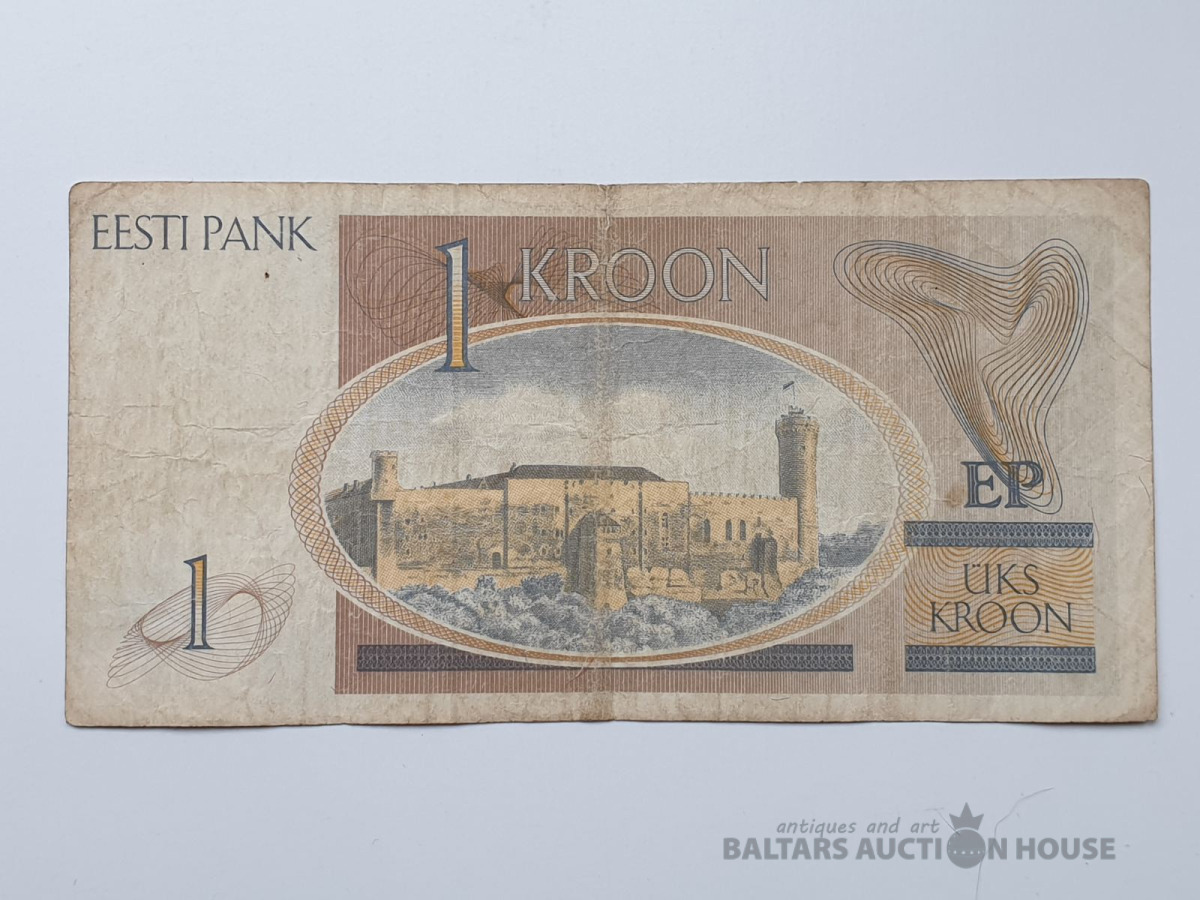 EESTI PANK
1 KROON
EP
ÜKS
KROON
1
antiques and art
BALTARS AUCTION HOUSE